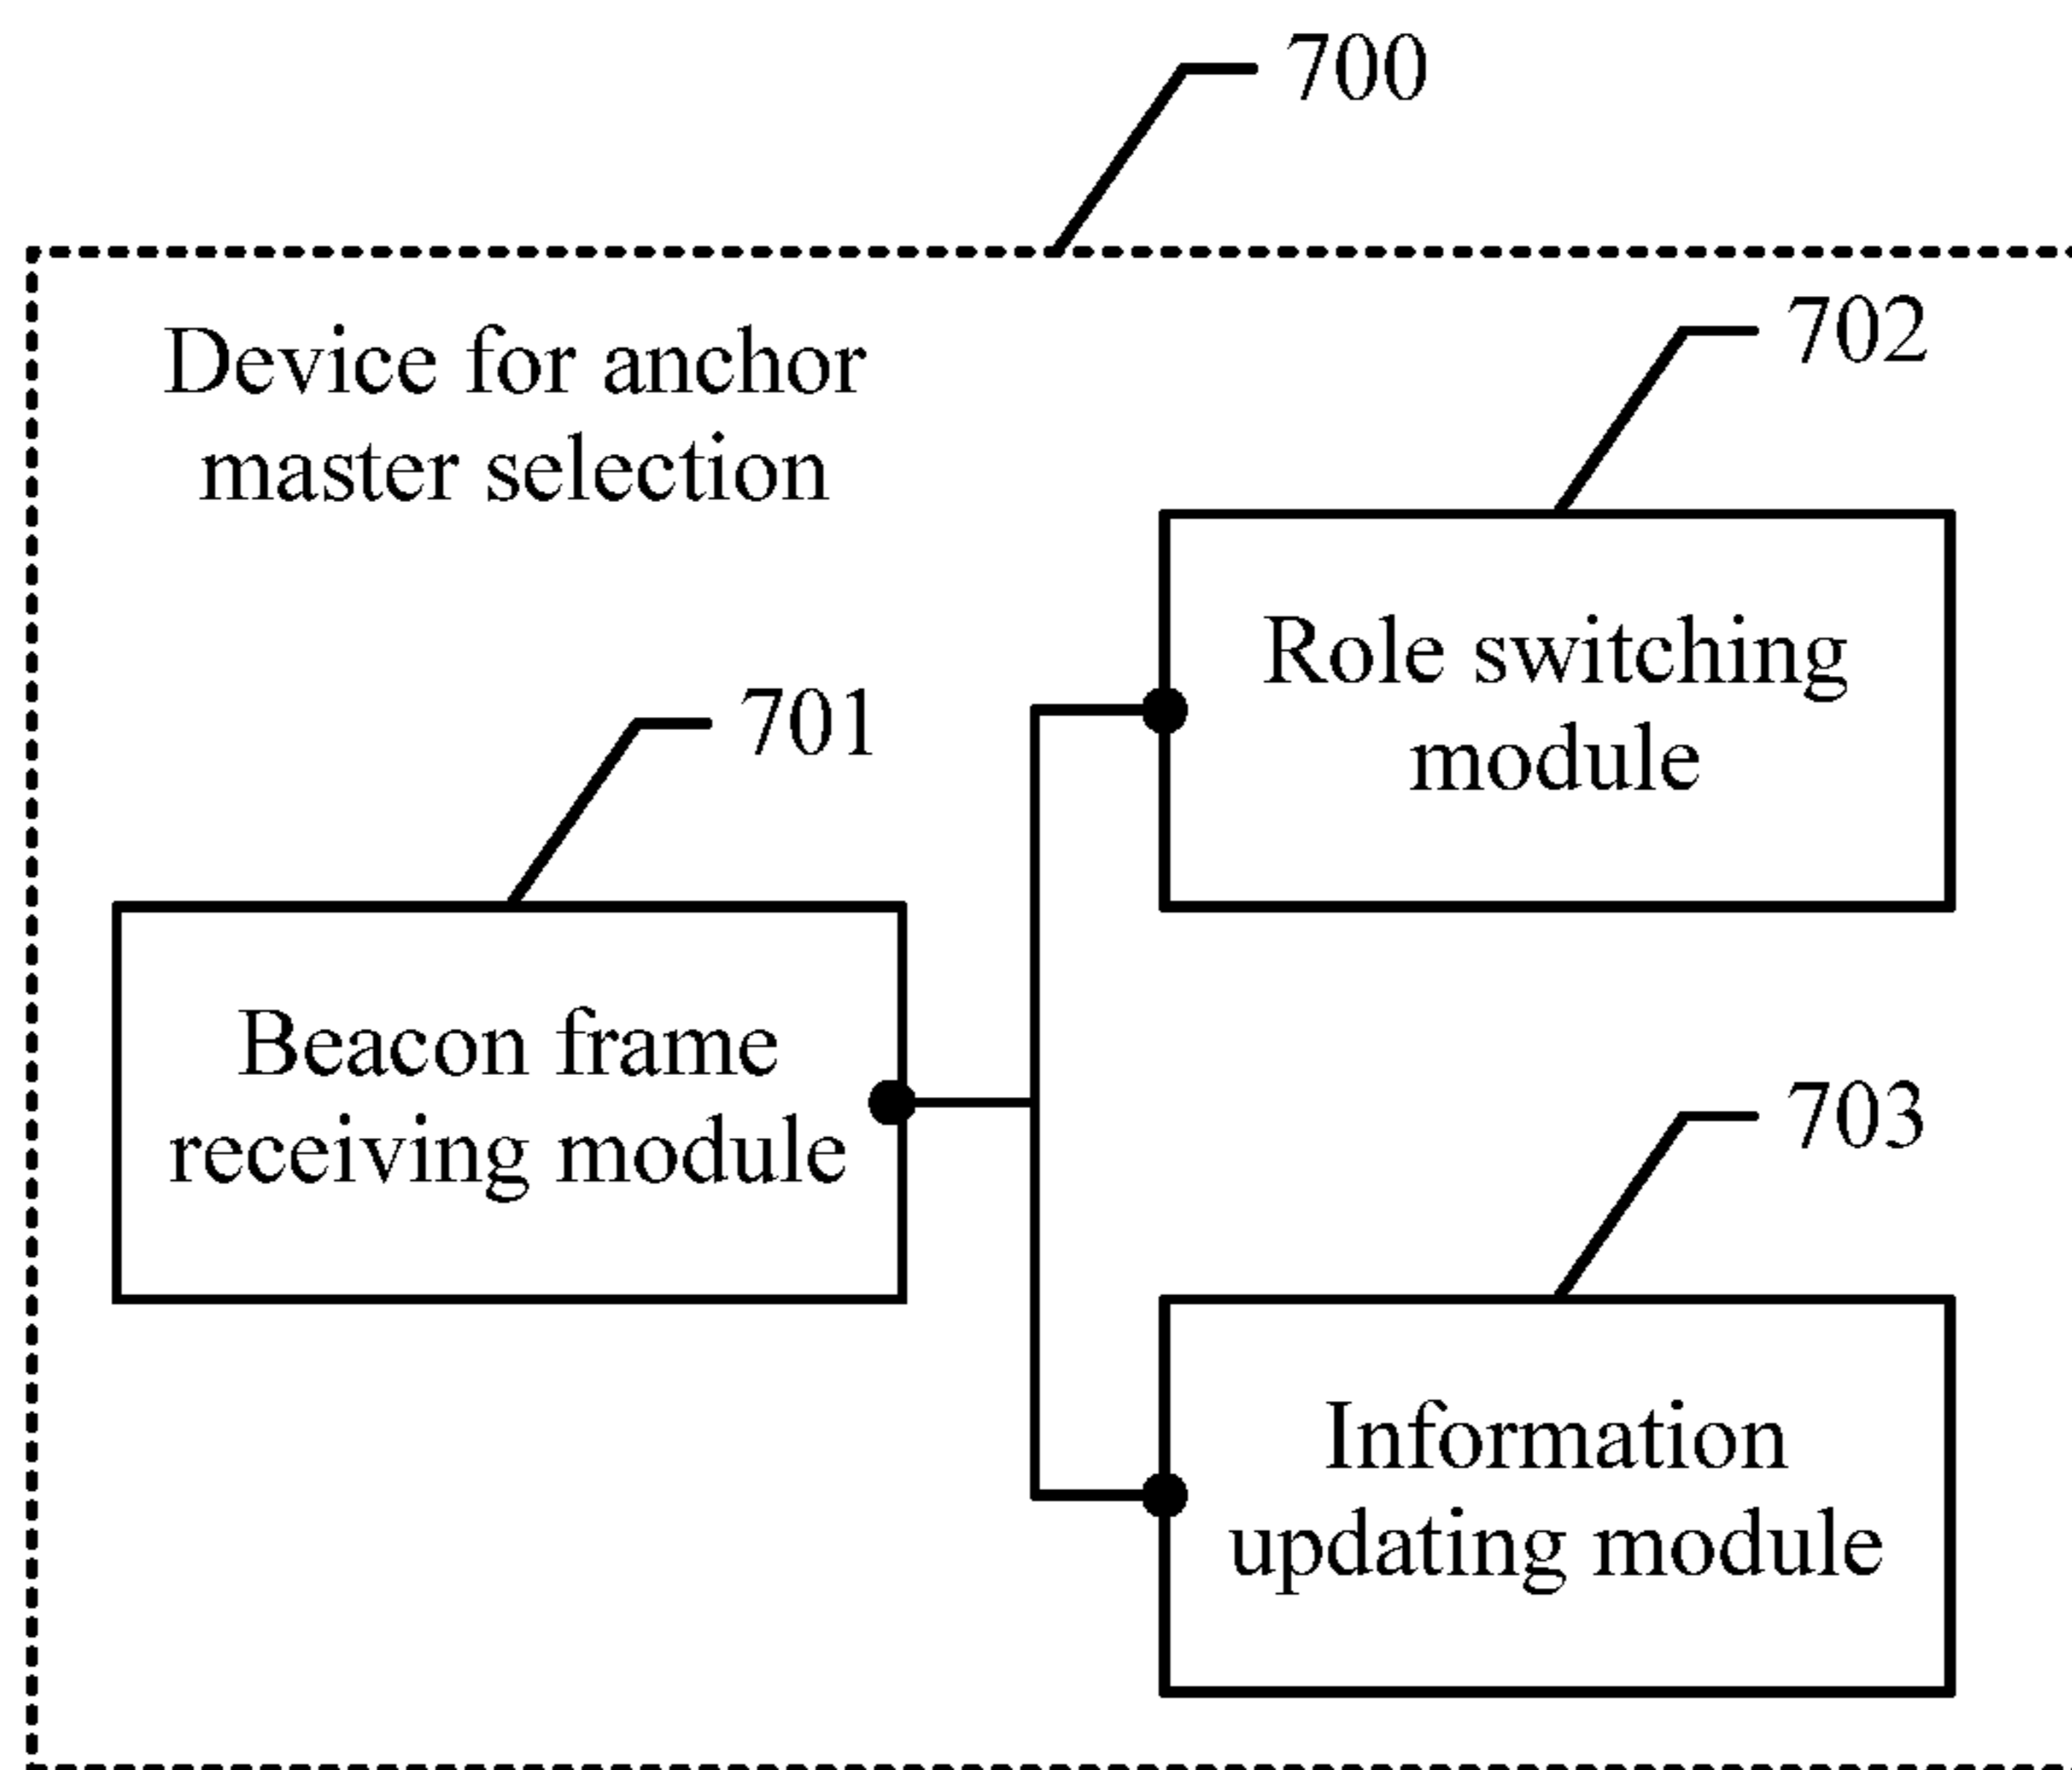 700
Device for anchor
master selection
702
Role switching
module
701
Beacon frame
receiving module
703
Information
updating module